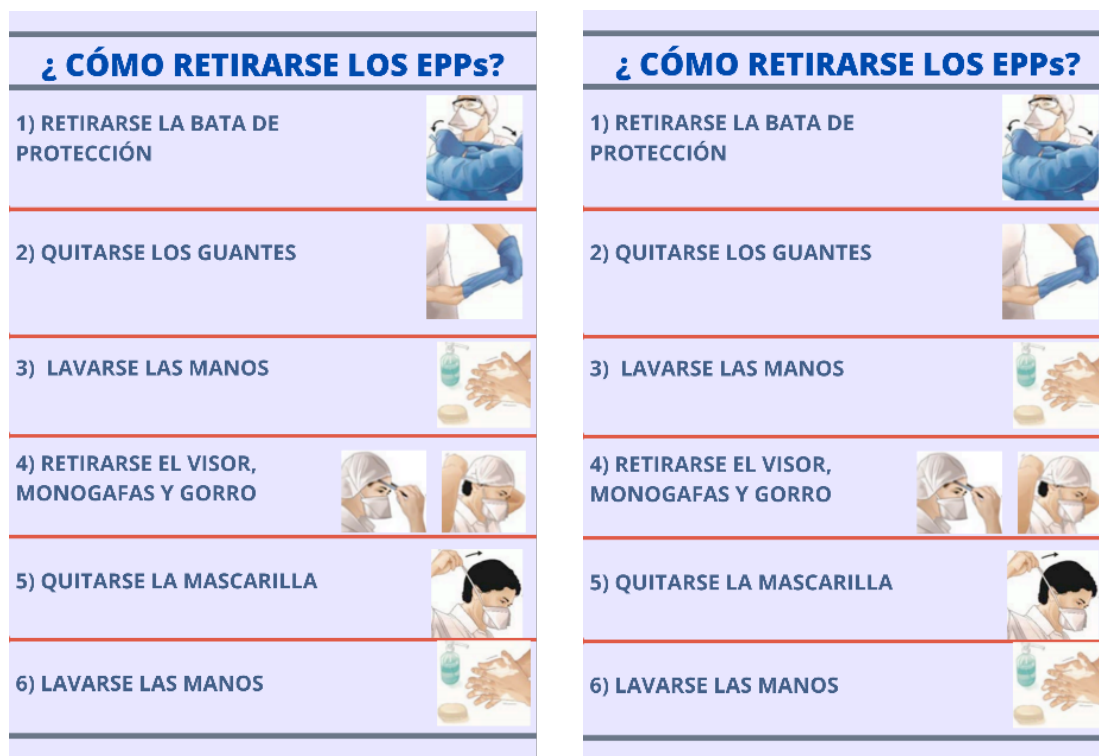 ¿ CÓMO RETIRARSE LOS EPPs?
1) RETIRARSE LA BATA DE
PROTECCIÓN
2) QUITARSE LOS GUANTES
3) LAVARSE LAS MANOS
4) RETIRARSE EL VISOR,
MONOGAFAS Y GORRO
5) QUITARSE LA MASCARILLA
6) LAVARSE LAS MANOS
¿ CÓMO RETIRARSE LOS EPPs?
1) RETIRARSE LA BATA DE
PROTECCIÓN
2) QUITARSE LOS GUANTES
3) LAVARSE LAS MANOS
4) RETIRARSE EL VISOR,
MONOGAFAS Y GORRO
5) QUITARSE LA MASCARILLA
6) LAVARSE LAS MANOS